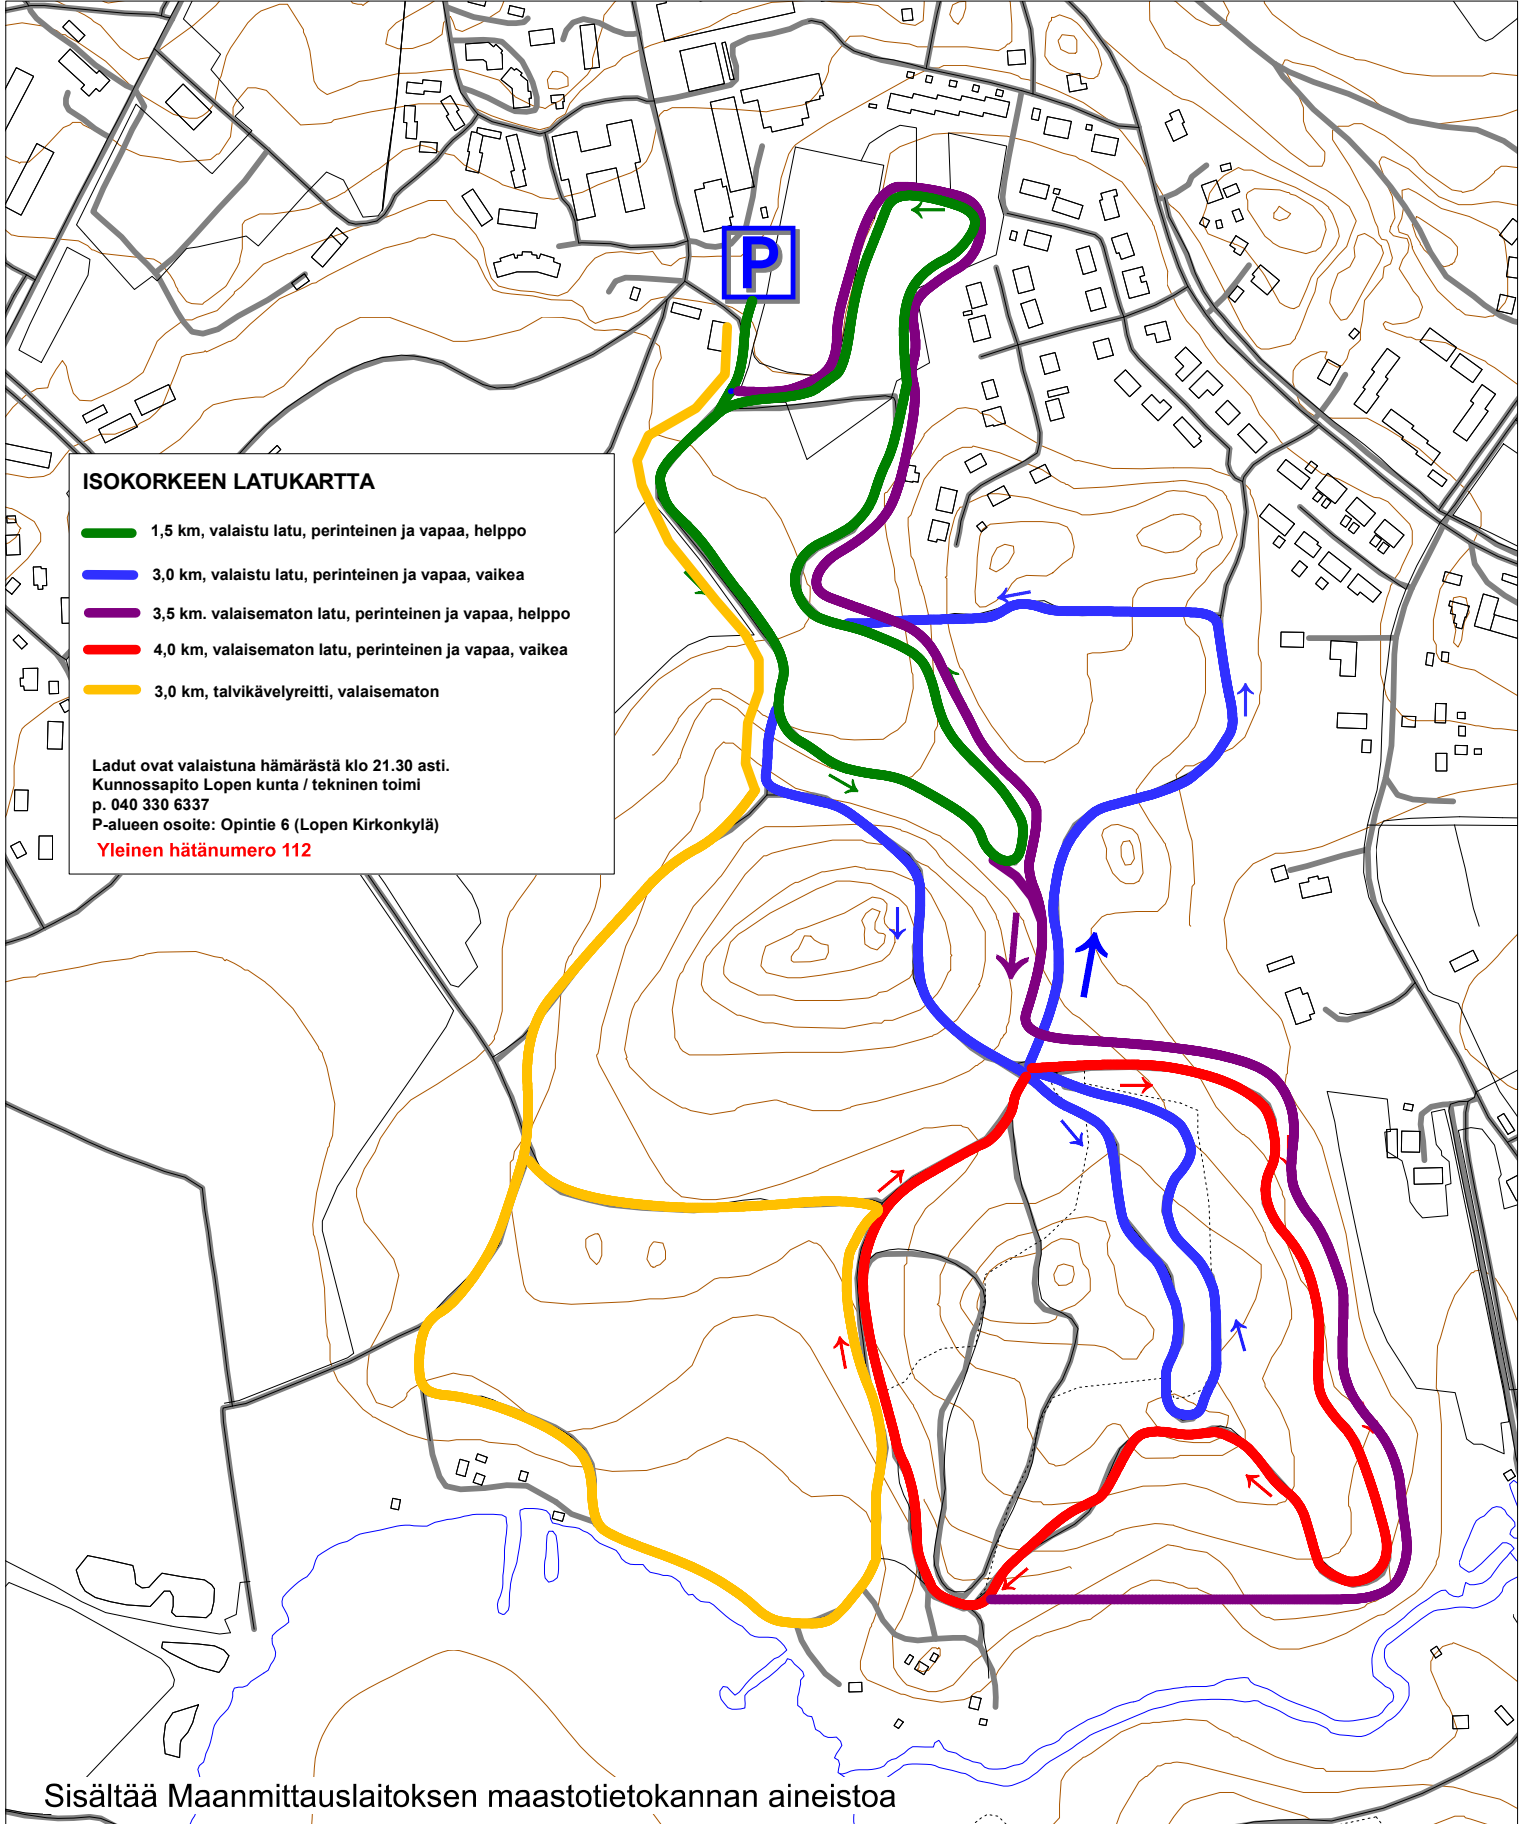 P
ISOKORKEEN LATUKARTTA
1,5 km, valaistu latu, perinteinen ja vapaa, helppo
3,0 km, valaistu latu, perinteinen ja vapaa, vaikea
3,5 km. valaisematon latu, perinteinen ja vapaa, helppo
4,0 km, valaisematon latu, perinteinen ja vapaa, vaikea
3,0 km, talvikävelyreitti, valaisematon
Ladut ovat valaistuna hämärästä klo 21.30 asti.
Kunnossapito Lopen kunta / tekninen toimi
p. 040 330 6337
P-alueen osoite: Opintie 6 (Lopen Kirkonkylä)
Yleinen hätänumero 112
Sisältää Maanmittauslaitoksen maastotietokannan aineistoa